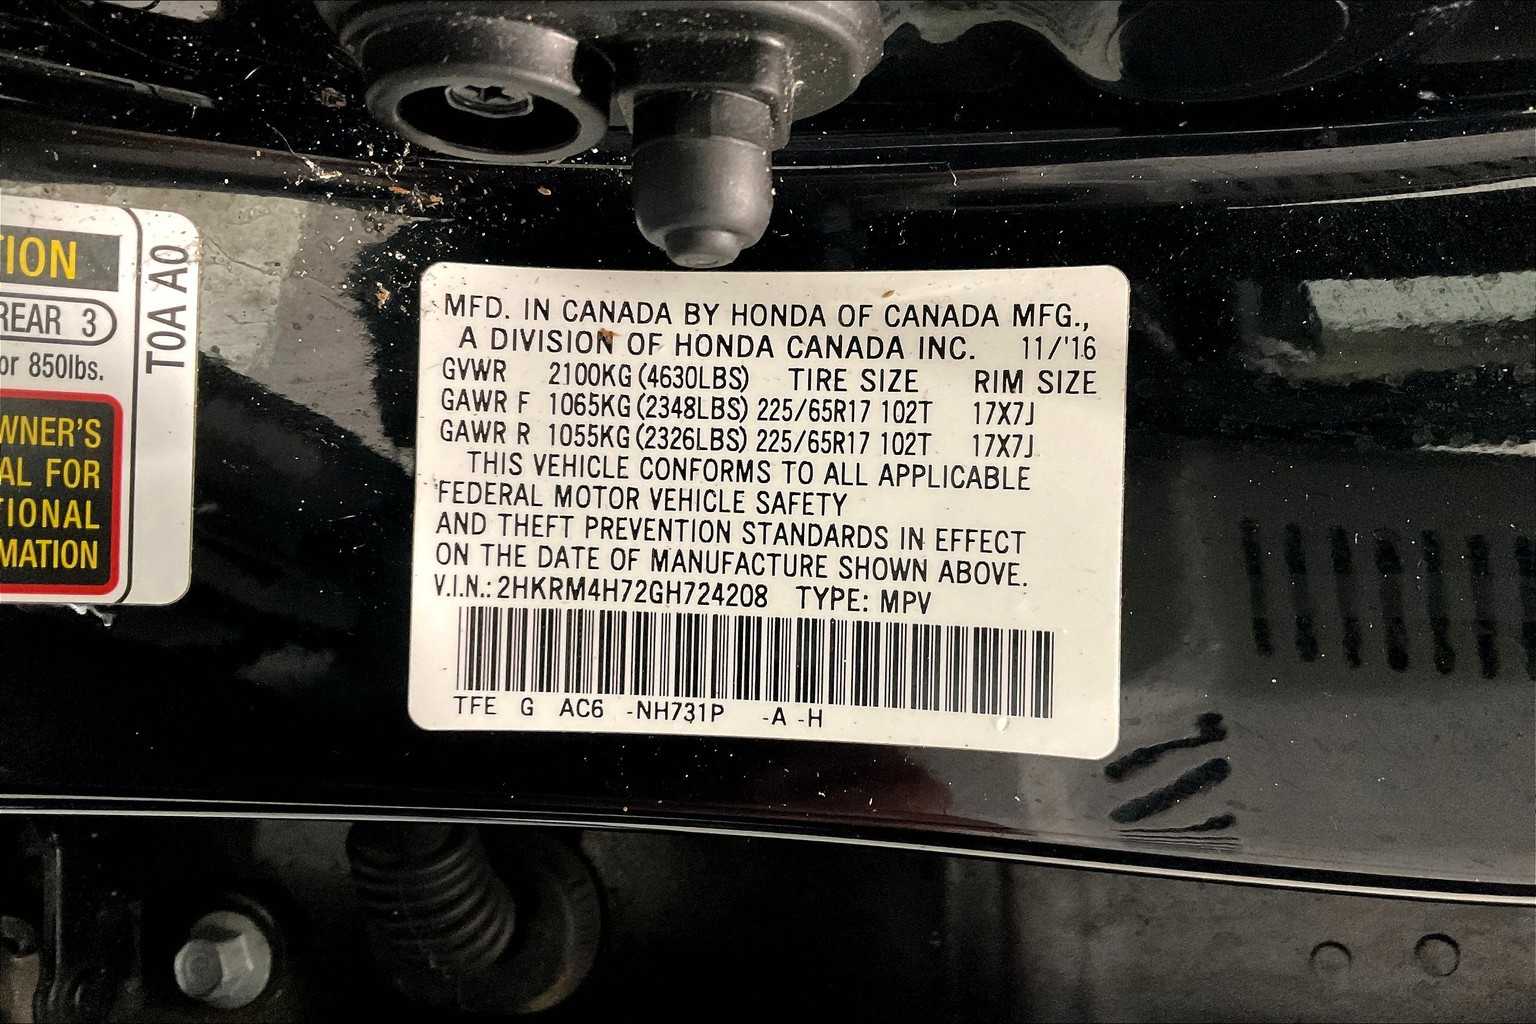 TION
REAR 3
or 850lbs.
WNER'S
AL FOR
TIONAL
MATION
T0A A0
MFD. IN CANADA BY HONDA OF CANADA MFG.,
A DIVISION OF HONDA CANADA INC. 11/'16
GVWR 2100KG (4630LBS) TIRE SIZE RIM SIZE
GAWR F 1065KG (2348LBS) 225/65R17 102T 17X7J
GAWR R 1055KG (2326LBS) 225/65R17 102T 17X7J
THIS VEHICLE CONFORMS TO ALL APPLICABLE
FEDERAL MOTOR VEHICLE SAFETY
AND THEFT PREVENTION STANDARDS IN EFFECT
ON THE DATE OF MANUFACTURE SHOWN ABOVE.
V.I.N.: 2HKRM4H72GH724208 TYPE: MPV
TFE G AC6 -NH731P -A -H